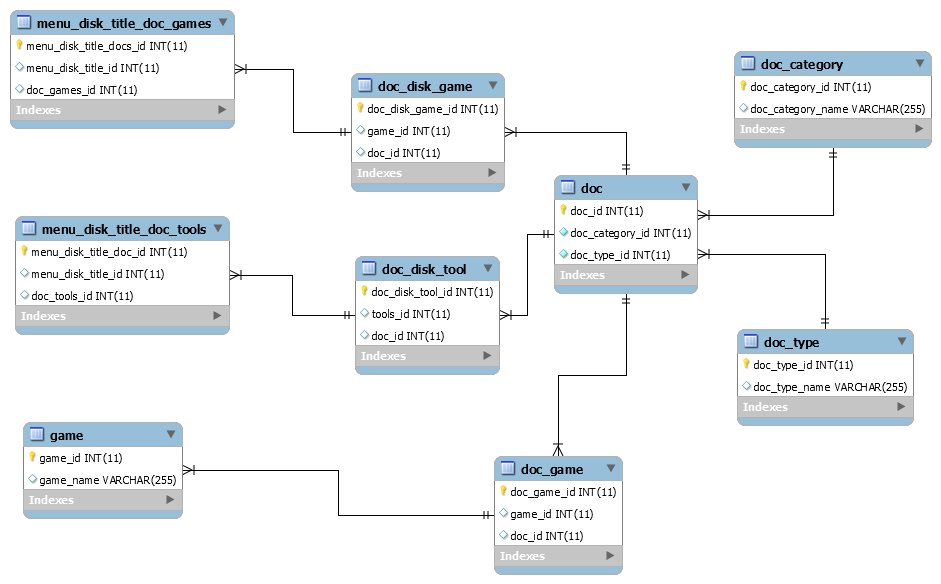 menu_disk_title_doc_games
menu_disk_title_docs_id INT(11)
menu_disk_title_id INT(11)
doc_games_id INT(11)
Indexes
doc_disk_game
doc_disk_game_id INT(11)
game_id INT(11)
doc_id INT(11)
Indexes
doc_category
doc_category_id INT(11)
doc_category_name VARCHAR(255)
Indexes
doc
doc_id INT(11)
doc_category_id INT(11)
doc_type_id INT(11)
Indexes
menu_disk_title_doc_tools
menu_disk_title_doc_id INT(11)
menu_disk_title_id INT(11)
doc_tools_id INT(11)
Indexes
doc_disk_tool
doc_disk_tool_id INT(11)
tools_id INT(11)
doc_id INT(11)
Indexes
doc_type
doc_type_id INT(11)
doc_type_name VARCHAR(255)
Indexes
game
game_id INT(11)
game_name VARCHAR(255)
Indexes
doc_game
doc_game_id INT(11)
game_id INT(11)
doc_id INT(11)
Indexes